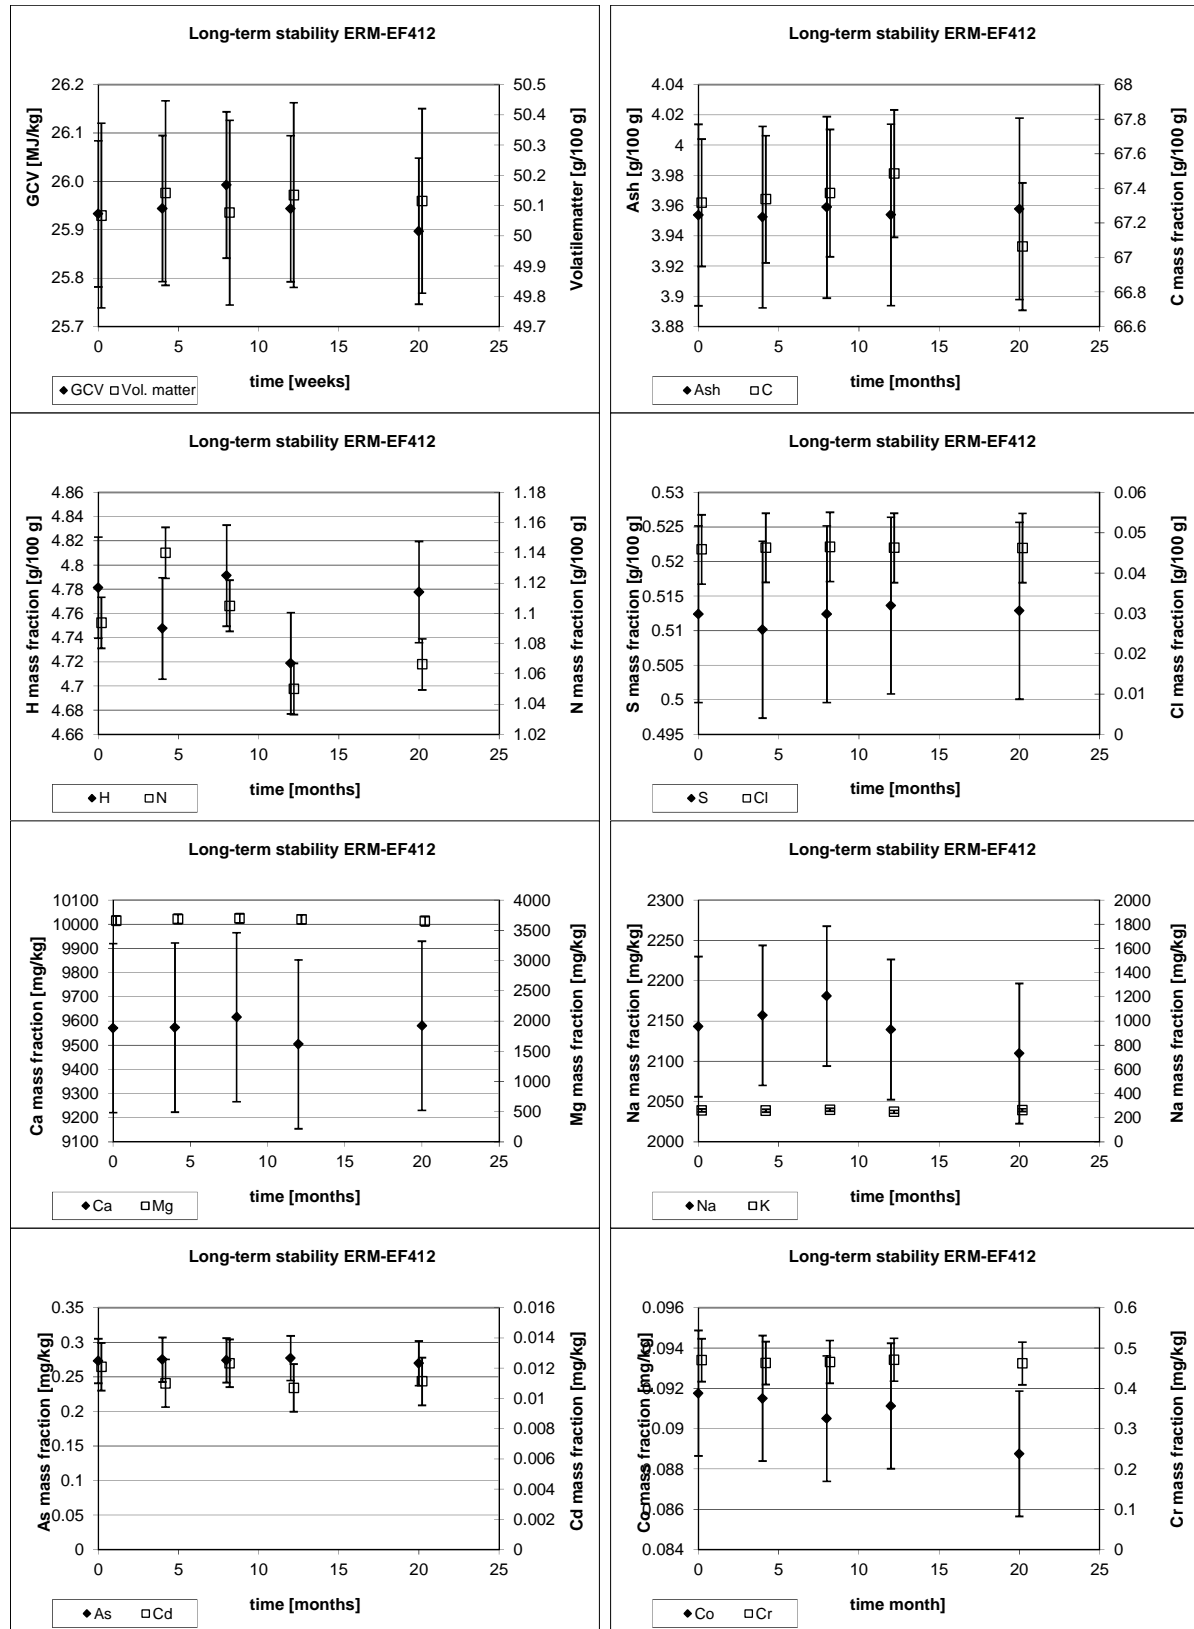 Long-term stability ERM-EF412
GCV [MJ/kg]
26.2
26.1
26.0
25.9
25.8
25.7
50.5
50.4
50.3
50.2
50.1
50
49.9
49.8
49.7
Volatilematter [g/100 g]
0 5 10 15 20 25
time [weeks]
GCV Vol. matter
Long-term stability ERM-EF412
Ash [g/100 g]
4.04
4.02
4
3.98
3.96
3.94
3.92
3.9
3.88
68
67.8
67.6
67.4
67.2
67
66.8
66.6
C mass fraction [g/100 g]
0 5 10 15 20 25
time [months]
Ash C
Long-term stability ERM-EF412
H mass fraction [g/100 g]
4.86
4.84
4.82
4.8
4.78
4.76
4.74
4.72
4.7
4.68
4.66
1.18
1.16
1.14
1.12
1.1
1.08
1.06
1.04
1.02
N mass fraction [g/100 g]
0 5 10 15 20 25
time [months]
H N
Long-term stability ERM-EF412
S mass fraction [g/100 g]
0.53
0.525
0.52
0.515
0.51
0.505
0.5
0.495
0.06
0.05
0.04
0.03
0.02
0.01
0
Cl mass fraction [g/100 g]
0 5 10 15 20 25
time [months]
S Cl
Long-term stability ERM-EF412
Ca mass fraction [mg/kg]
10100
10000
9900
9800
9700
9600
9500
9400
9300
9200
9100
4000
3500
3000
2500
2000
1500
1000
500
0
Mg mass fraction [mg/kg]
0 5 10 15 20 25
time [months]
Ca Mg
Long-term stability ERM-EF412
Na mass fraction [mg/kg]
2300
2250
2200
2150
2100
2050
2000
2000
1800
1600
1400
1200
1000
800
600
400
200
0
Na mass fraction [mg/kg]
0 5 10 15 20 25
time [months]
Na K
Long-term stability ERM-EF412
As mass fraction [mg/kg]
0.35
0.3
0.25
0.2
0.15
0.1
0.05
0
0.016
0.014
0.012
0.01
0.008
0.006
0.004
0.002
0
Cd mass fraction [mg/kg]
0 5 10 15 20 25
time [months]
As Cd
Long-term stability ERM-EF412
Co mass fraction [mg/kg]
0.096
0.094
0.092
0.09
0.088
0.086
0.084
0.6
0.5
0.4
0.3
0.2
0.1
0
Cr mass fraction [mg/kg]
0 5 10 15 20 25
time month]
Co Cr